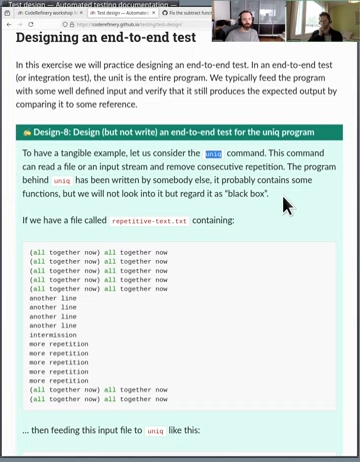 Test design — Automated testing documentation —
CodeRefinery workshop
Test design — Automated
Fix the subtract funct
https://coderefinery.github.io/testing/test-design/
Designing an end-to-end test
In this exercise we will practice designing an end-to-end test. In an end-to-end test
(or integration test), the unit is the entire program. We typically feed the program
with some well defined input and verify that it still produces the expected output by
comparing it to some reference.
Design-8: Design (but not write) an end-to-end test for the uniq program
To have a tangible example, let us consider the uniq command. This command
can read a file or an input stream and remove consecutive repetition. The program
behind uniq has been written by somebody else, it probably contains some
functions, but we will not look into it but regard it as “black box”.
If we have a file called repetitive-text.txt containing:
(all together now) all together now
(all together now) all together now
(all together now) all together now
(all together now) all together now
(all together now) all together now
another line
another line
another line
another line
intermission
more repetition
more repetition
more repetition
more repetition
more repetition
(all together now) all together now
(all together now) all together now
... then feeding this input file to uniq like this: